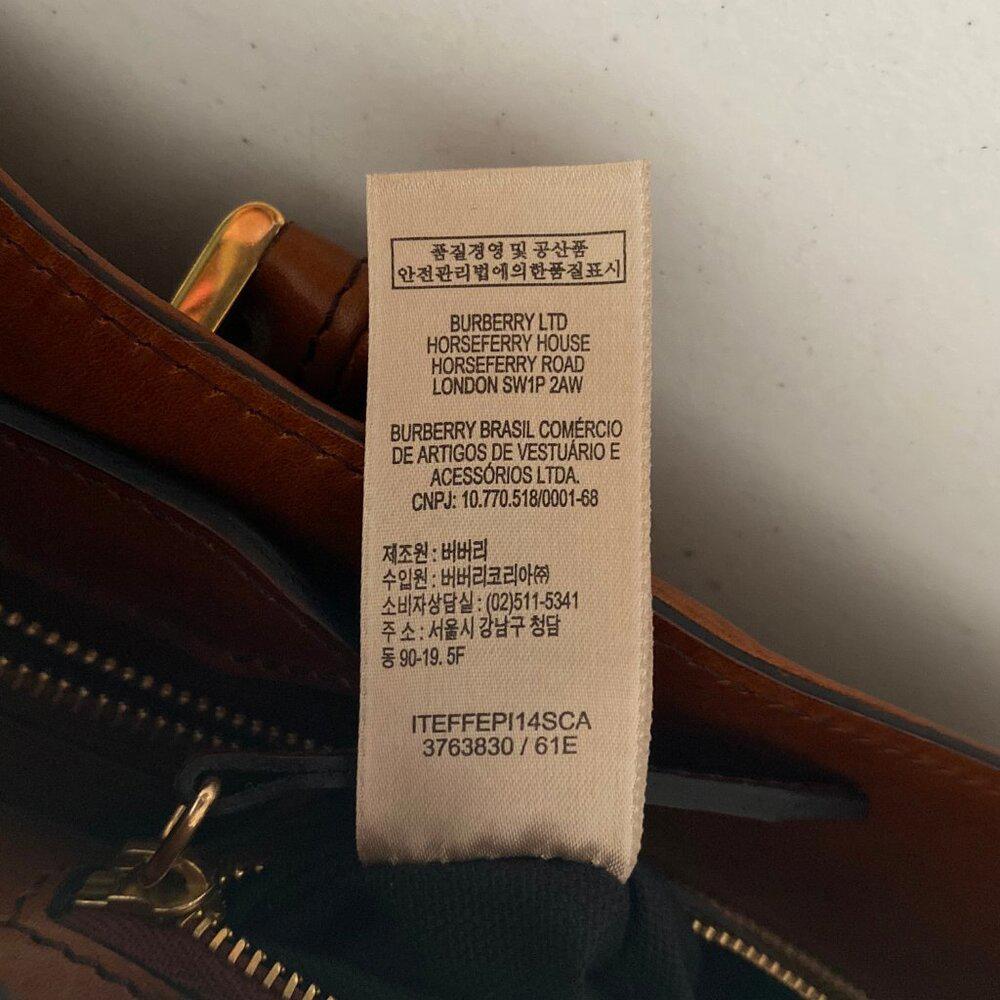 품질경영 및 공산품
안전관리법에의한품질표시
BURBERRY LTD
HORSEFERRY HOUSE
HORSEFERRY ROAD
LONDON SW1P 2AW
BURBERRY BRASIL COMÉRCIO
DE ARTIGOS DE VESTUÁRIO E
ACESSÓRIOS LTDA.
CNPJ: 10.770.518/0001-68
제조원 : 버버리
수입원 : 버버리코리아㈜
소비자상담실 : (02)511-5341
주 소 : 서울시 강남구 청담
동 90-19. 5F
ITEFFEPI14SCA
3763830 / 61E